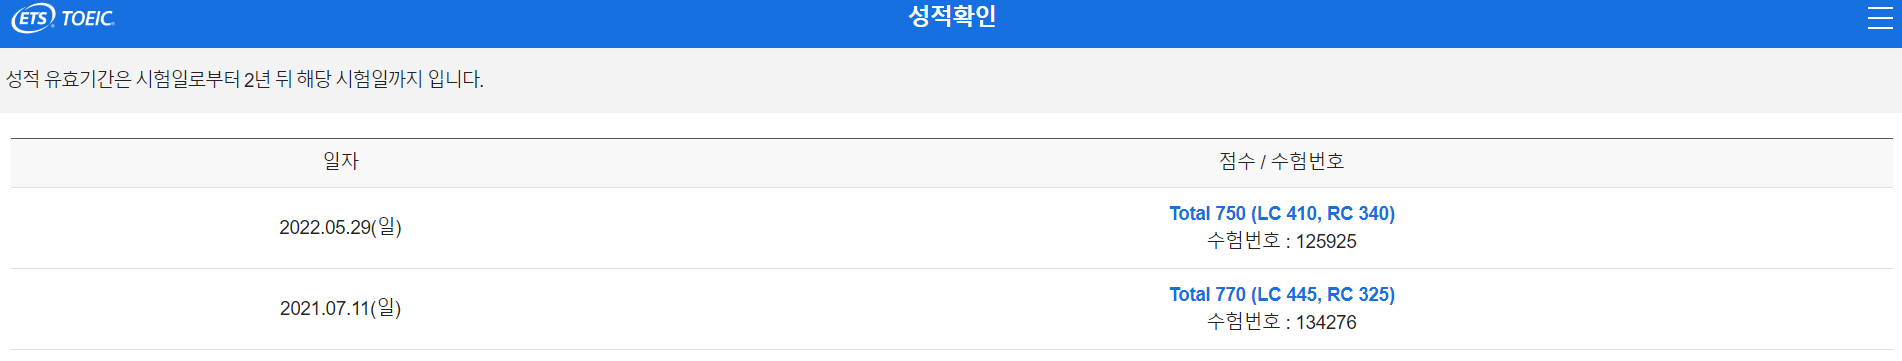 ETS TOEIC
성적확인
성적 유효기간은 시험일로부터 2년 뒤 해당 시험일까지 입니다.
일자 점수 / 수험번호
2022.05.29(일) Total 750 (LC 410, RC 340)
수험번호 : 125925
2021.07.11(일) Total 770 (LC 445, RC 325)
수험번호 : 134276